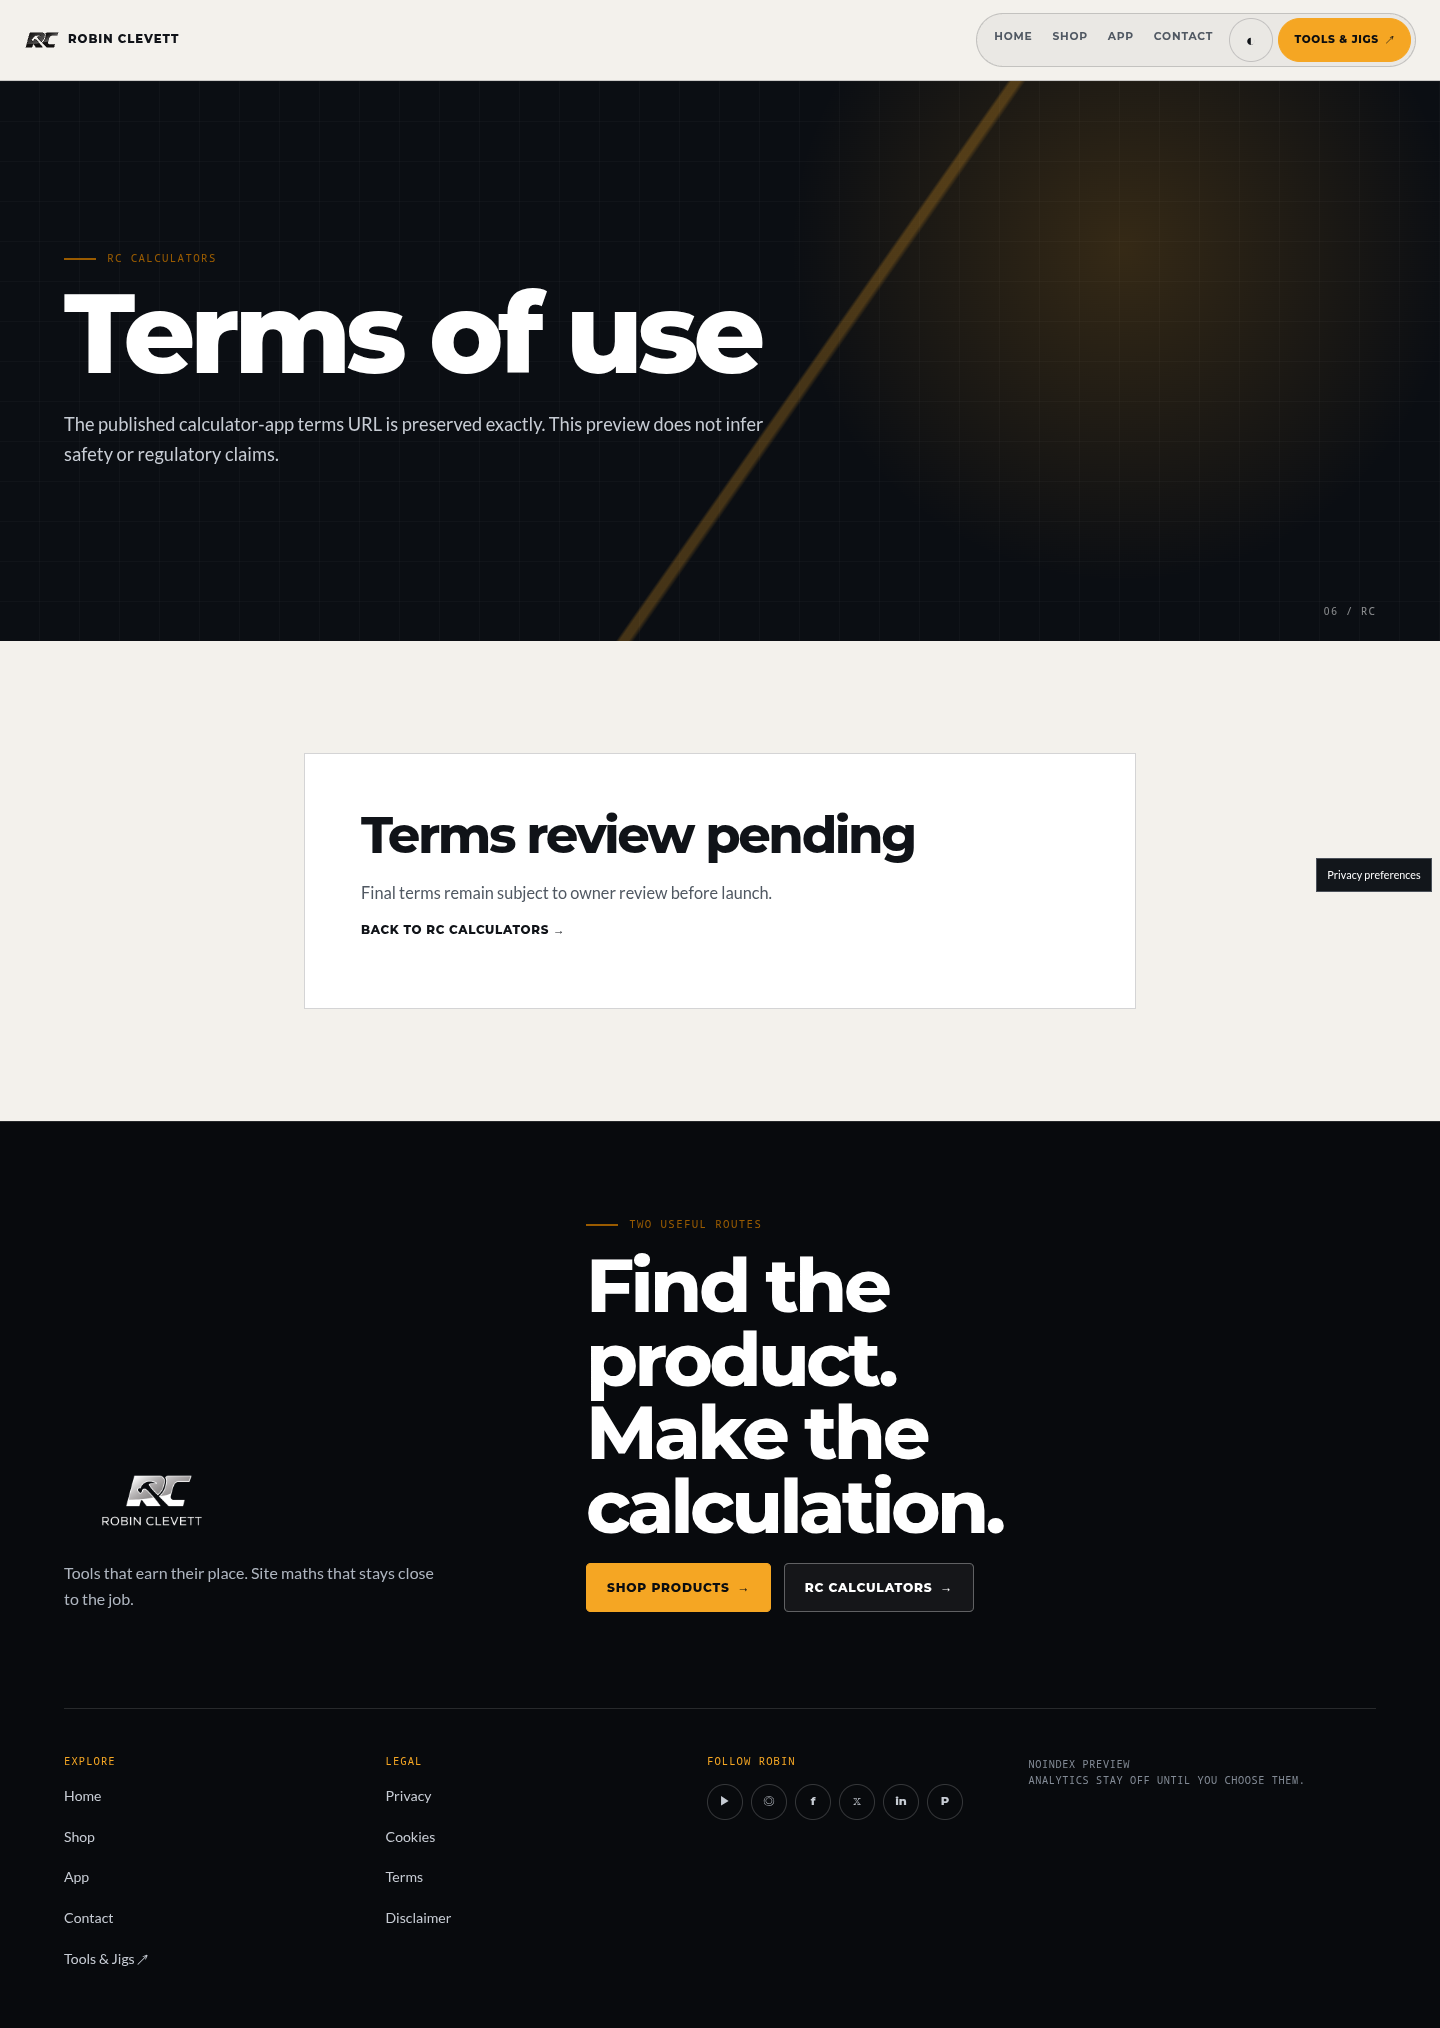 RC ROBIN CLEVETT
HOME SHOP APP CONTACT TOOLS & JIGS ↗
RC CALCULATORS
Terms of use
The published calculator-app terms URL is preserved exactly. This preview does not infer
safety or regulatory claims.
06 / RC
Terms review pending
Final terms remain subject to owner review before launch.
BACK TO RC CALCULATORS →
Privacy preferences
TWO USEFUL ROUTES
Find the
product.
Make the
calculation.
RC
ROBIN CLEVETT
Tools that earn their place. Site maths that stays close
to the job.
SHOP PRODUCTS →
RC CALCULATORS →
EXPLORE
Home
Shop
App
Contact
Tools & Jigs ↗
LEGAL
Privacy
Cookies
Terms
Disclaimer
FOLLOW ROBIN
f X in P
NOINDEX PREVIEW
ANALYTICS STAY OFF UNTIL YOU CHOOSE THEM.